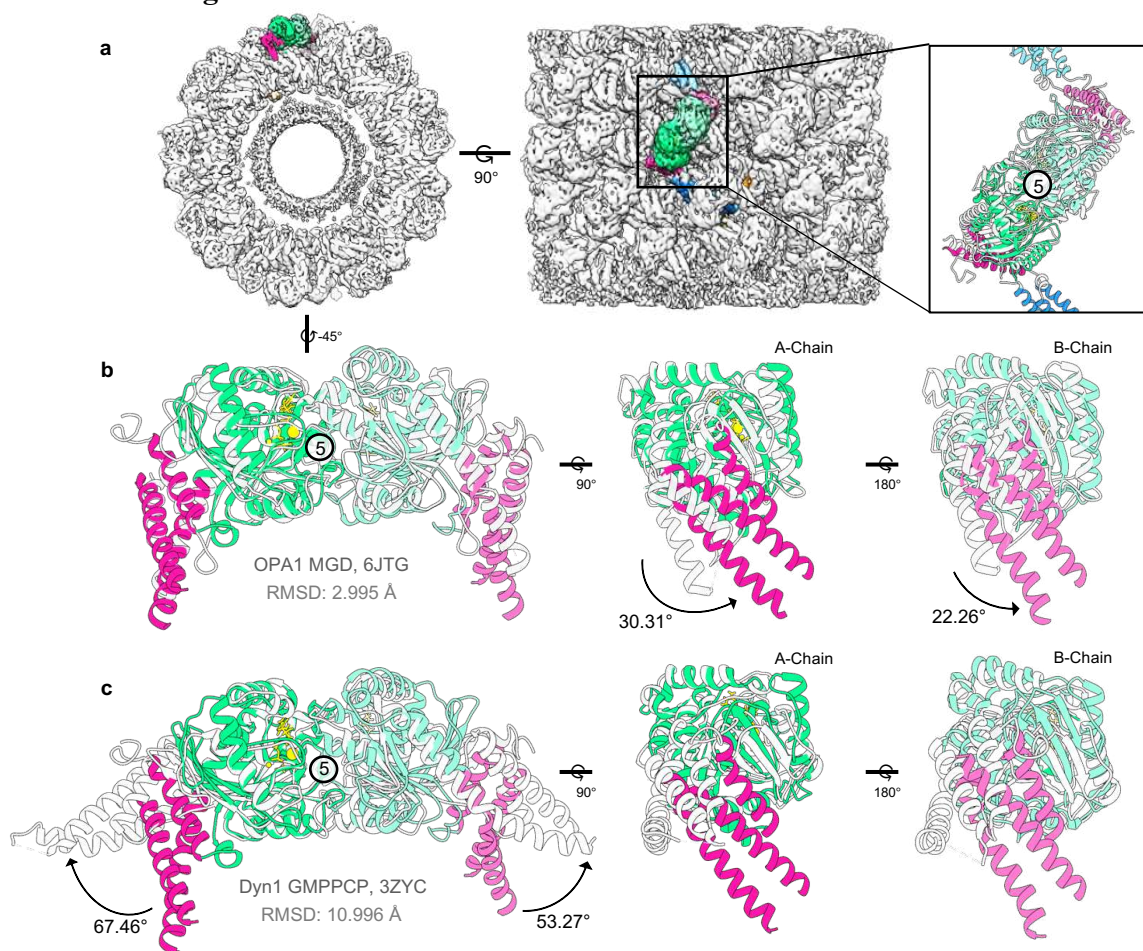 a
90°
5
-45°
b
A-Chain
B-Chain
5
90°
180°
OPA1 MGD, 6JTG
RMSD: 2.995 Å
30.31°
22.26°
c
A-Chain
B-Chain
5
90°
180°
Dyn1 GMPPCP, 3ZYC
RMSD: 10.996 Å
67.46°
53.27°